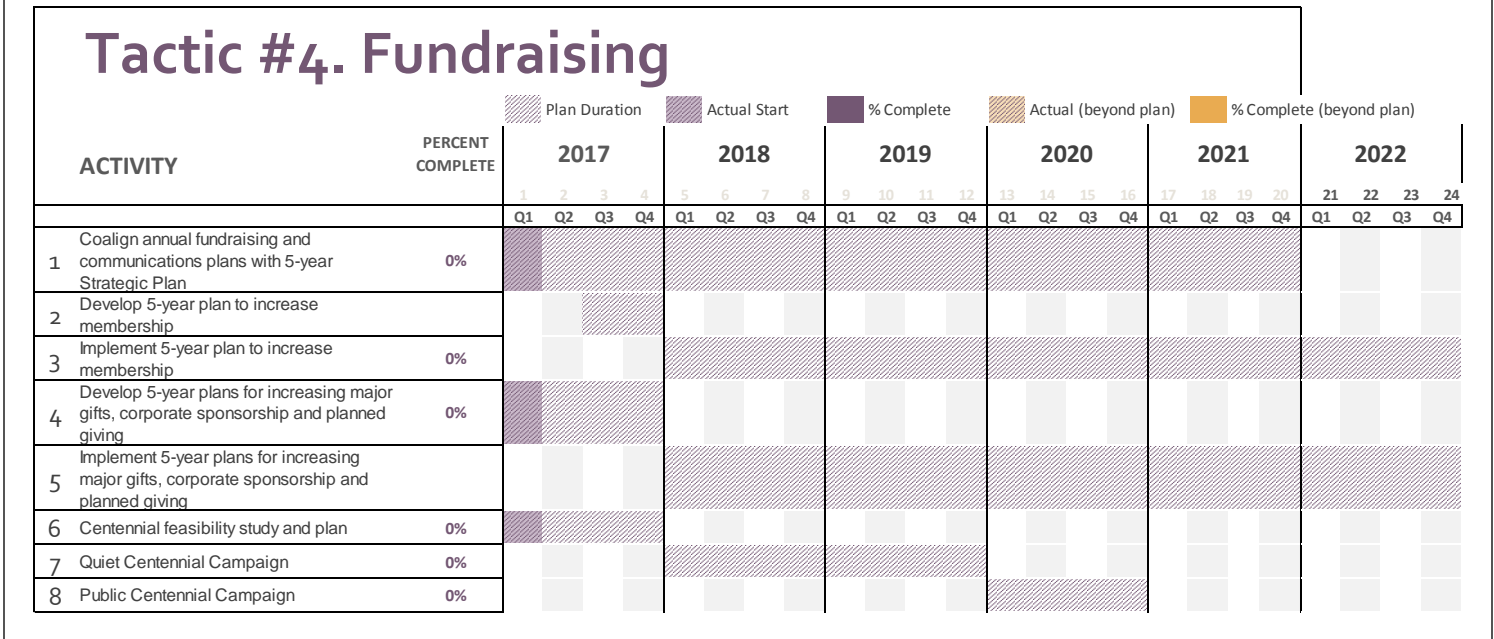 Tactic #4. Fundraising
Plan Duration Actual Start % Complete Actual (beyond plan) % Complete (beyond plan)
ACTIVITY PERCENT COMPLETE 2017 2018 2019 2020 2021 2022
1 2 3 4 5 6 7 8 9 10 11 12 13 14 15 16 17 18 19 20 21 22 23 24
Q1 Q2 Q3 Q4 Q1 Q2 Q3 Q4 Q1 Q2 Q3 Q4 Q1 Q2 Q3 Q4 Q1 Q2 Q3 Q4 Q1 Q2 Q3 Q4
Coalign annual fundraising and
1 communications plans with 5-year 0%
Strategic Plan
Develop 5-year plan to increase
2 membership
Implement 5-year plan to increase
3 membership 0%
Develop 5-year plans for increasing major
4 gifts, corporate sponsorship and planned 0%
giving
Implement 5-year plans for increasing
5 major gifts, corporate sponsorship and
planned giving
6 Centennial feasibility study and plan 0%
7 Quiet Centennial Campaign 0%
8 Public Centennial Campaign 0%